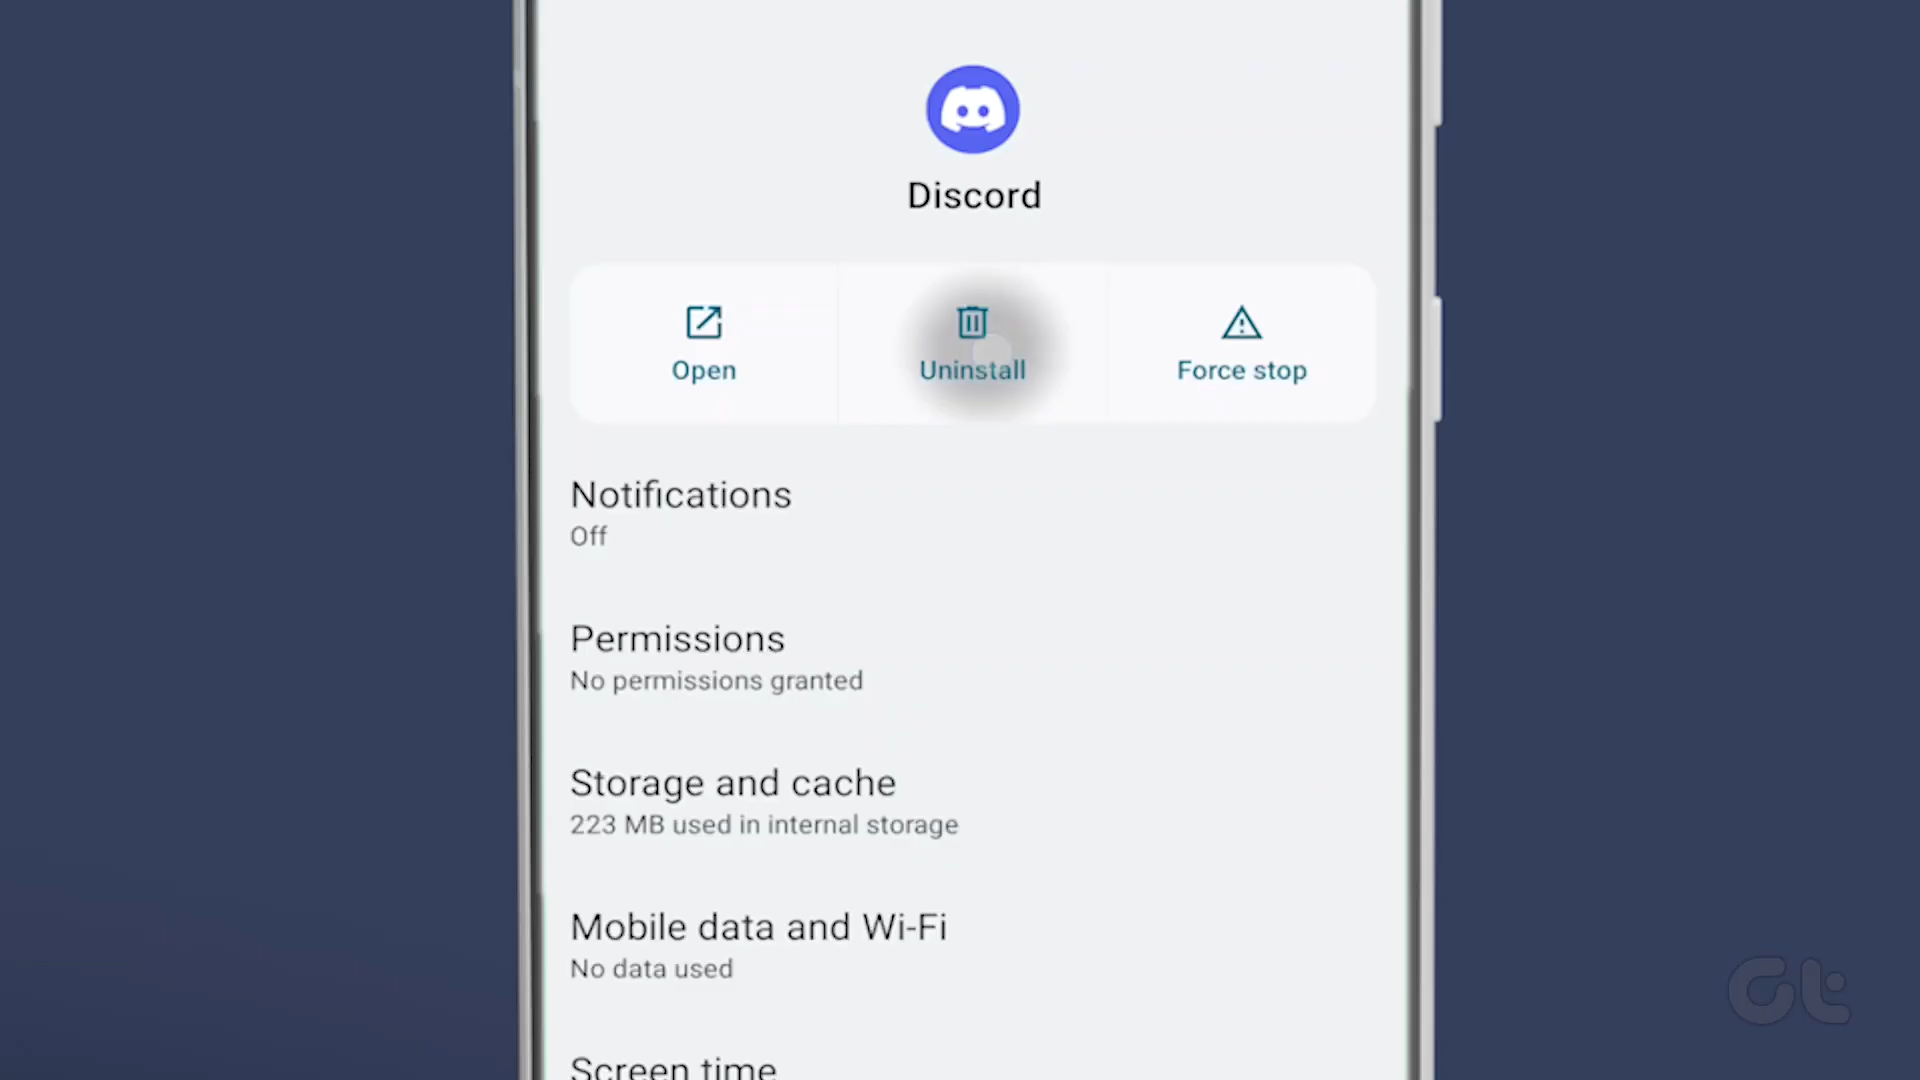 Discord
Open
Uninstall
Force stop
Notifications
Off
Permissions
No permissions granted
Storage and cache
223 MB used in internal storage
Mobile data and Wi-Fi
No data used
Screen time
Gt